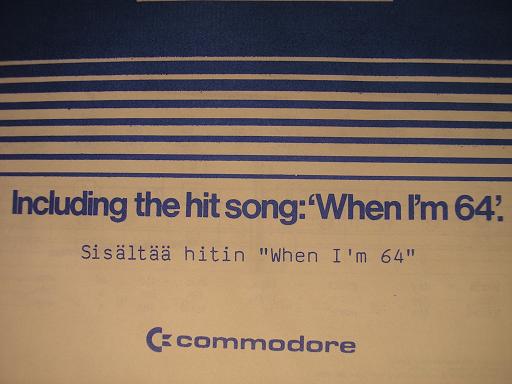 Including the hit song:‘When I'm 64’.
Sisältää hitin "When I'm 64"
commodore